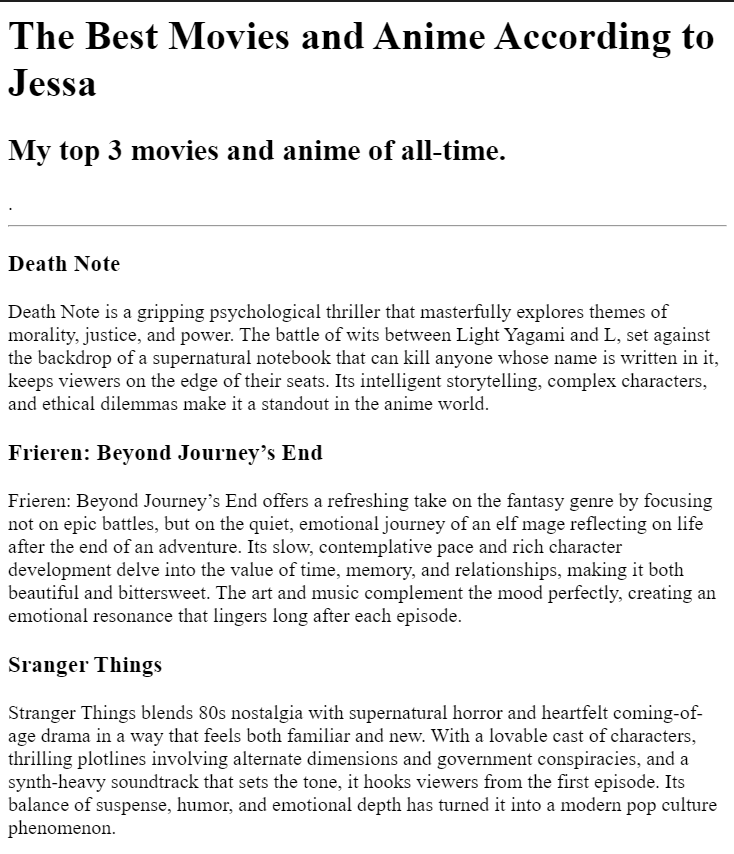 The Best Movies and Anime According to
Jessa
My top 3 movies and anime of all-time.
.
Death Note
Death Note is a gripping psychological thriller that masterfully explores themes of
morality, justice, and power. The battle of wits between Light Yagami and L, set against
the backdrop of a supernatural notebook that can kill anyone whose name is written in it,
keeps viewers on the edge of their seats. Its intelligent storytelling, complex characters,
and ethical dilemmas make it a standout in the anime world.
Frieren: Beyond Journey’s End
Frieren: Beyond Journey’s End offers a refreshing take on the fantasy genre by focusing
not on epic battles, but on the quiet, emotional journey of an elf mage reflecting on life
after the end of an adventure. Its slow, contemplative pace and rich character
development delve into the value of time, memory, and relationships, making it both
beautiful and bittersweet. The art and music complement the mood perfectly, creating an
emotional resonance that lingers long after each episode.
Sranger Things
Stranger Things blends 80s nostalgia with supernatural horror and heartfelt coming-of-
age drama in a way that feels both familiar and new. With a lovable cast of characters,
thrilling plotlines involving alternate dimensions and government conspiracies, and a
synth-heavy soundtrack that sets the tone, it hooks viewers from the first episode. Its
balance of suspense, humor, and emotional depth has turned it into a modern pop culture
phenomenon.